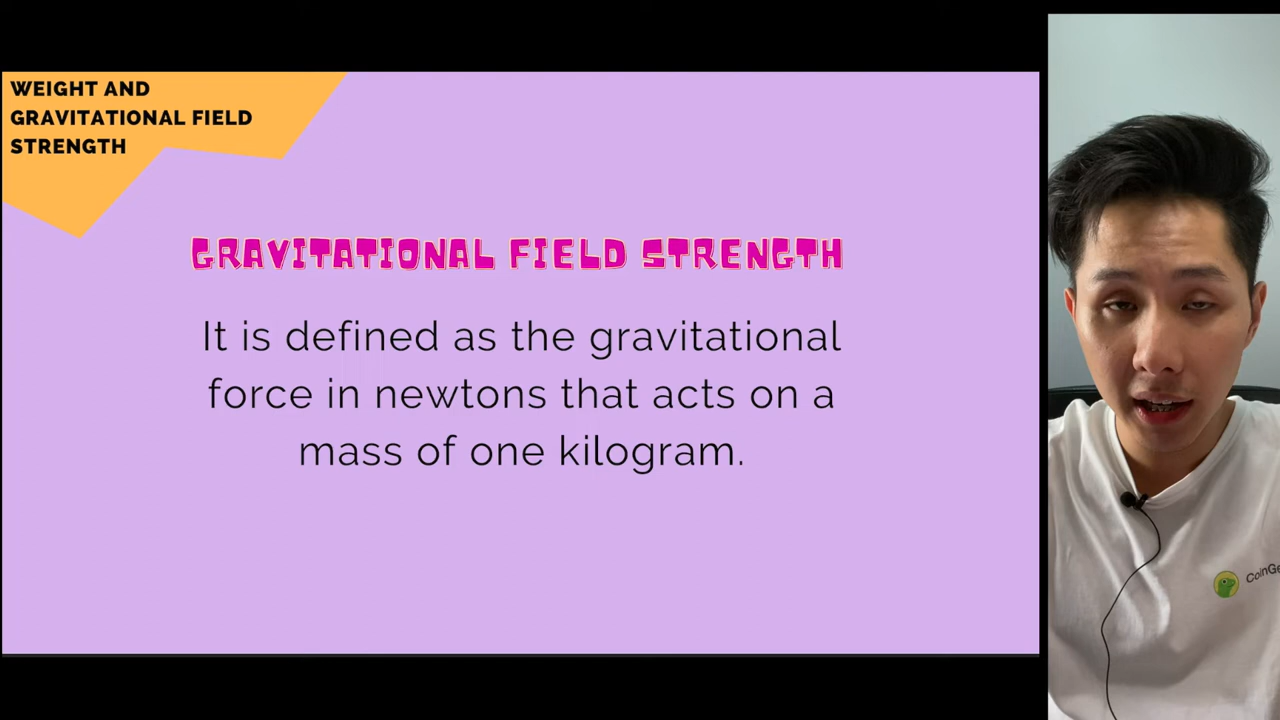 WEIGHT AND
GRAVITATIONAL FIELD
STRENGTH
GRAVITATIONAL FIELD STRENGTH
It is defined as the gravitational
force in newtons that acts on a
mass of one kilogram.